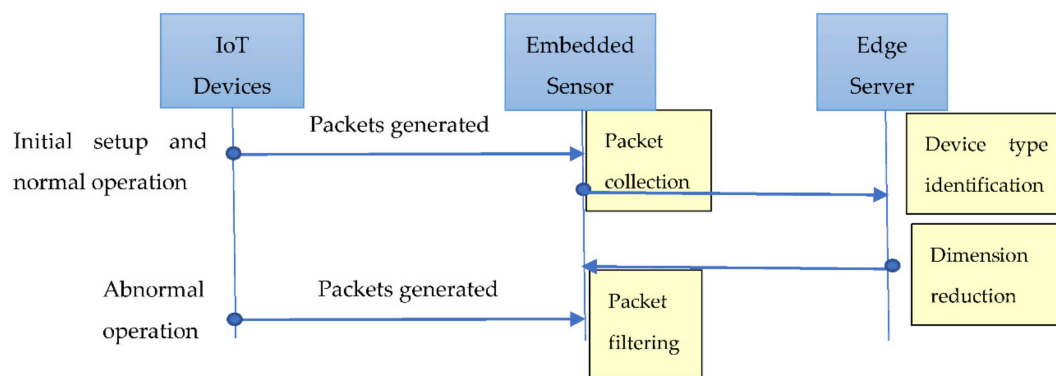 IoT
Devices
Embedded
Sensor
Edge
Server
Initial setup and
normal operation
Packets generated
Packet
collection
Device type
identification
Dimension
reduction
Abnormal
operation
Packets generated
Packet
filtering